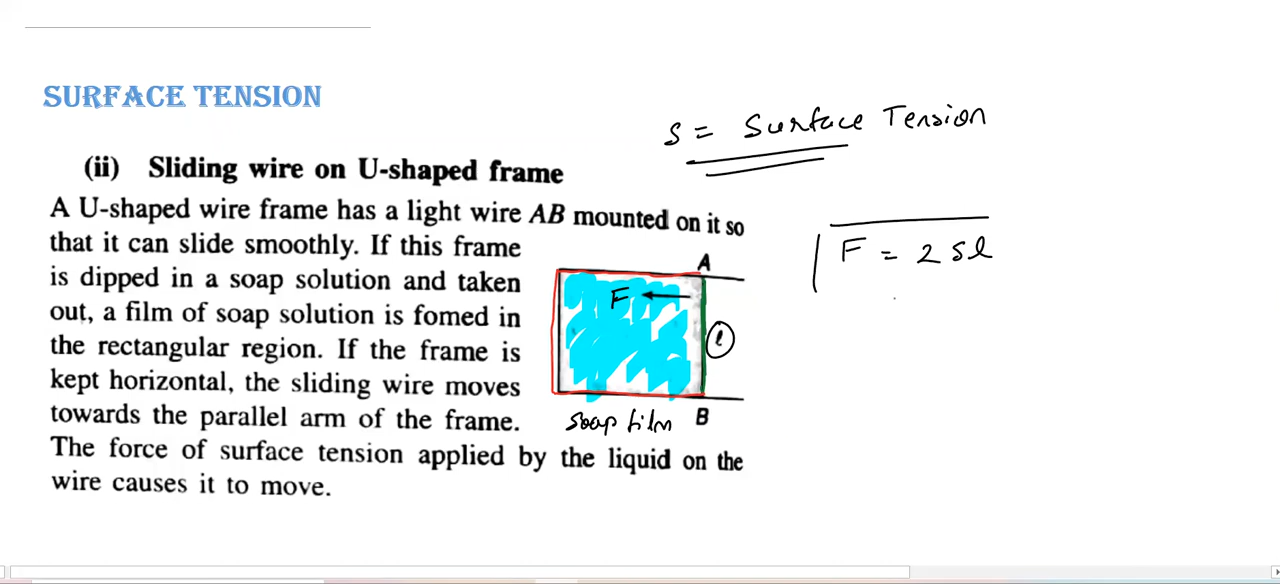 SURFACE TENSION
S = Surface Tension
(ii) Sliding wire on U-shaped frame
A U-shaped wire frame has a light wire AB mounted on it so
that it can slide smoothly. If this frame
is dipped in a soap solution and taken
out, a film of soap solution is fomed in
the rectangular region. If the frame is
kept horizontal, the sliding wire moves
towards the parallel arm of the frame.
The force of surface tension applied by the liquid on the
wire causes it to move.
A
F
l
B
Soap film
F = 2 Sl